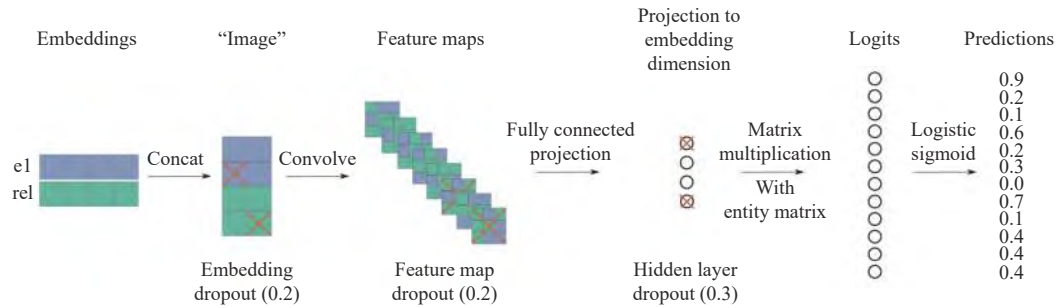 Embeddings
“Image”
Feature maps
Projection to
embedding
dimension
Logits
Predictions
e1
rel
Concat
Convolve
Fully connected
projection
Matrix
multiplication
With
entity matrix
Logistic
sigmoid
0.9
0.2
0.1
0.6
0.2
0.3
0.0
0.7
0.1
0.4
0.4
0.4
Embedding
dropout (0.2)
Feature map
dropout (0.2)
Hidden layer
dropout (0.3)